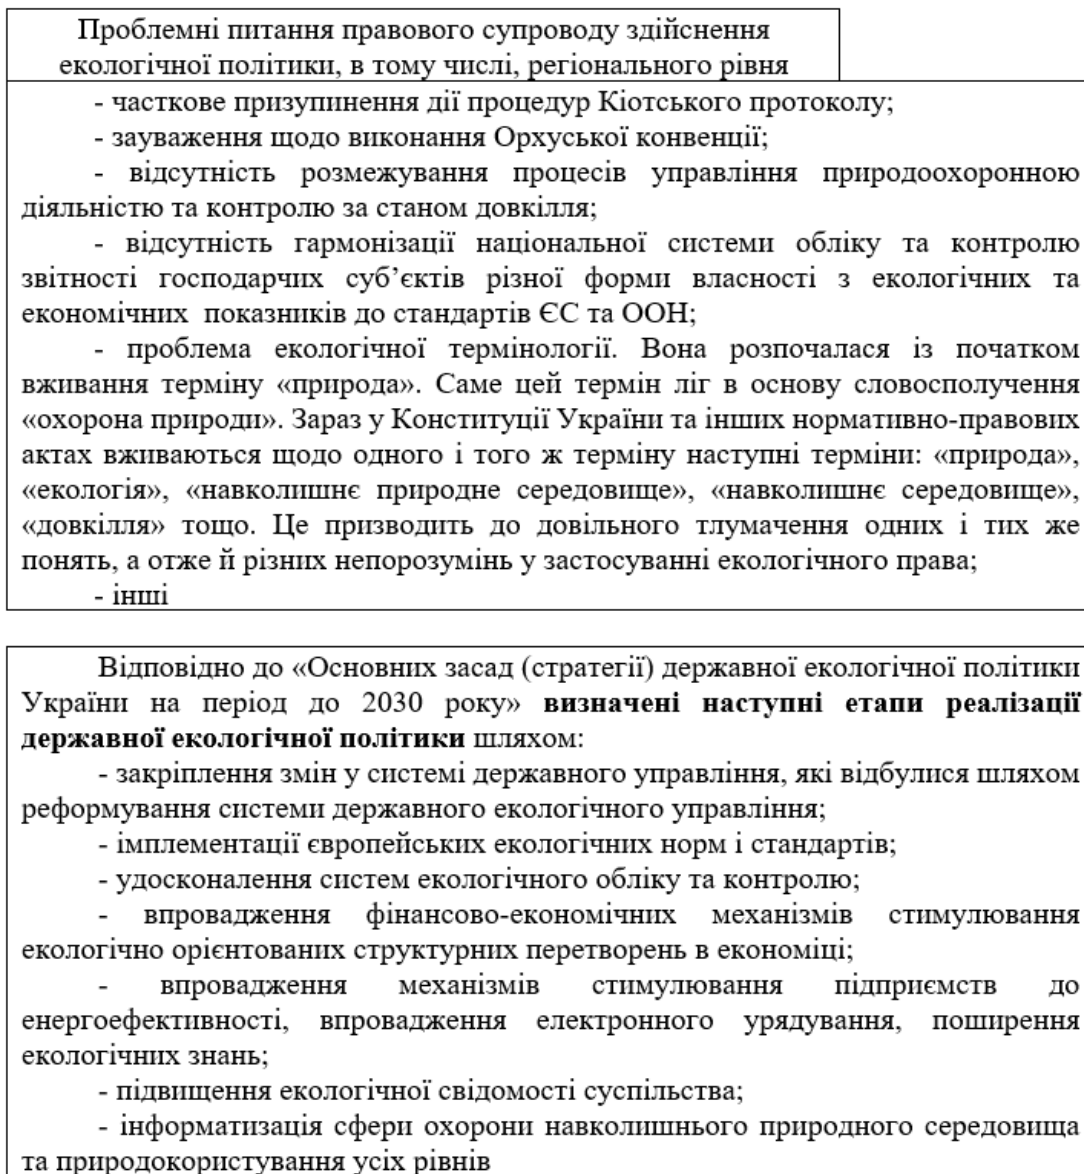 Проблемні питання правового супроводу здійснення
екологічної політики, в тому числі, регіонального рівня
- часткове призупинення дії процедур Кіотського протоколу;
- зауваження щодо виконання Орхуської конвенції;
- відсутність розмежування процесів управління природоохоронною
діяльністю та контролю за станом довкілля;
- відсутність гармонізації національної системи обліку та контролю
звітності господарчих суб’єктів різної форми власності з екологічних та
економічних показників до стандартів ЄС та ООН;
- проблема екологічної термінології. Вона розпочалася із початком
вживання терміну «природа». Саме цей термін ліг в основу словосполучення
«охорона природи». Зараз у Конституції України та інших нормативно-правових
актах вживаються щодо одного і того ж терміну наступні терміни: «природа»,
«екологія», «навколишнє природне середовище», «навколишнє середовище»,
«довкілля» тощо. Це призводить до довільного тлумачення одних і тих же
понять, а отже й різних непорозумінь у застосуванні екологічного права;
- інші
Відповідно до «Основних засад (стратегії) державної екологічної політики
України на період до 2030 року» визначені наступні етапи реалізації
державної екологічної політики шляхом:
- закріплення змін у системі державного управління, які відбулися шляхом
реформування системи державного екологічного управління;
- імплементації європейських екологічних норм і стандартів;
- удосконалення систем екологічного обліку та контролю;
- впровадження фінансово-економічних механізмів стимулювання
екологічно орієнтованих структурних перетворень в економіці;
- впровадження механізмів стимулювання підприємств до
енергоефективності, впровадження електронного урядування, поширення
екологічних знань;
- підвищення екологічної свідомості суспільства;
- інформатизація сфери охорони навколишнього природного середовища
та природокористування усіх рівнів